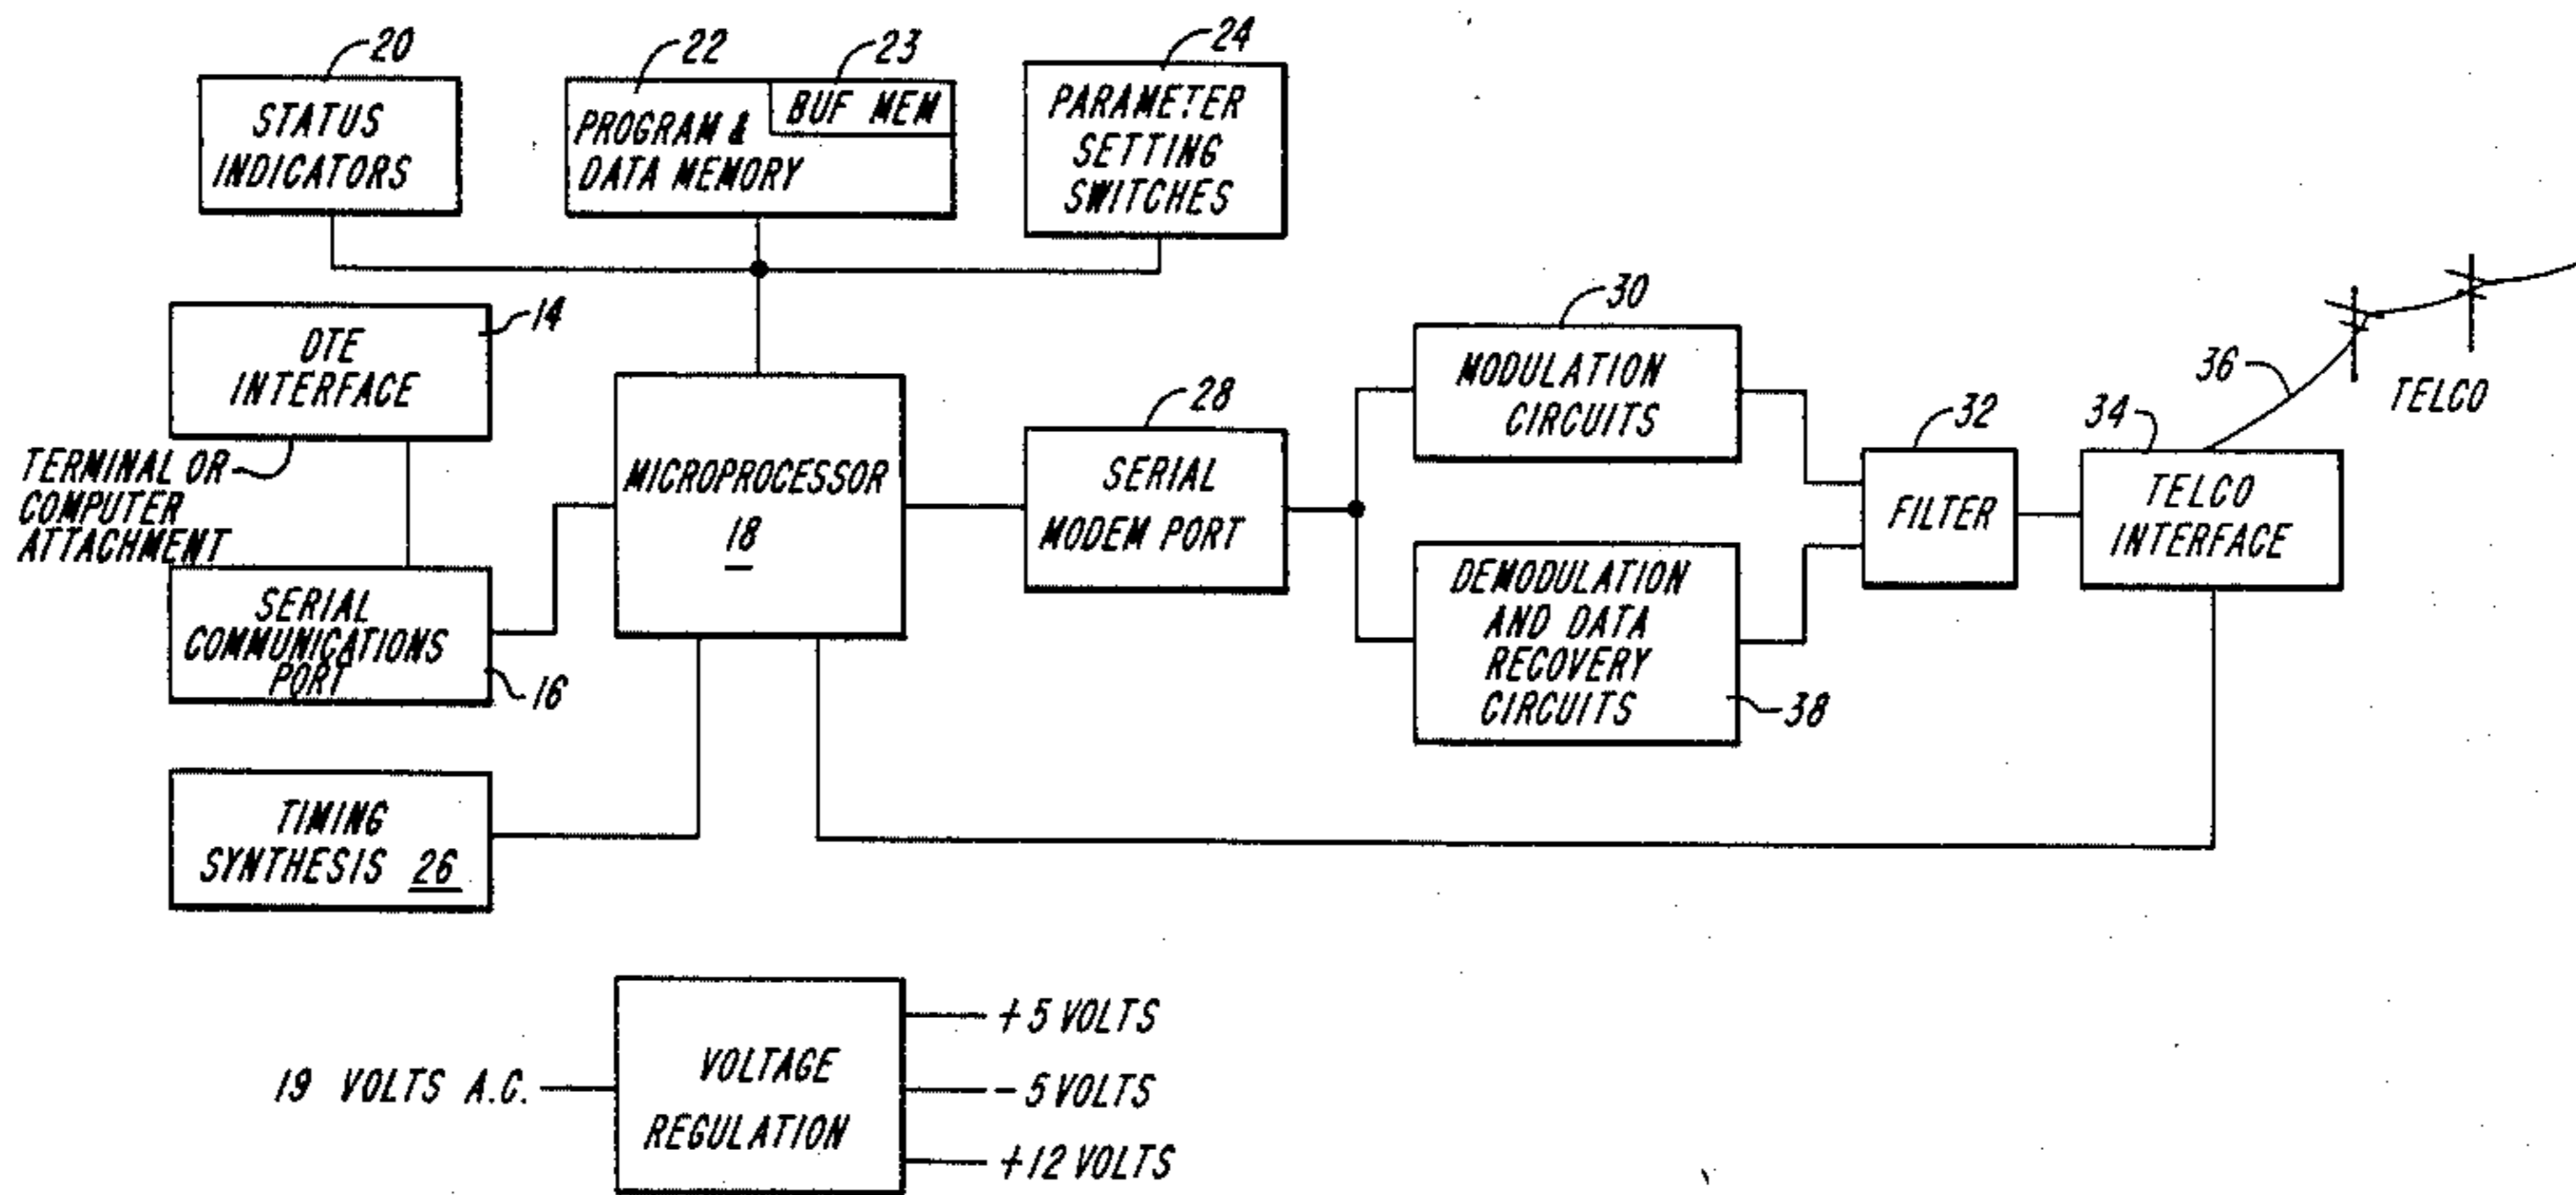 20
STATUS
INDICATORS
22
23
BUF MEM
PROGRAM &
DATA MEMORY
24
PARAMETER
SETTING
SWITCHES
14
DTE
INTERFACE
TERMINAL OR
COMPUTER
ATTACHMENT
SERIAL
COMMUNICATIONS
PORT
16
MICROPROCESSOR
18
28
SERIAL
MODEM PORT
30
MODULATION
CIRCUITS
DEMODULATION
AND DATA
RECOVERY
CIRCUITS
38
32
FILTER
34
TELCO
INTERFACE
36
TELCO
TIMING
SYNTHESIS 26
19 VOLTS A.C.
VOLTAGE
REGULATION
+5 VOLTS
-5 VOLTS
+12 VOLTS